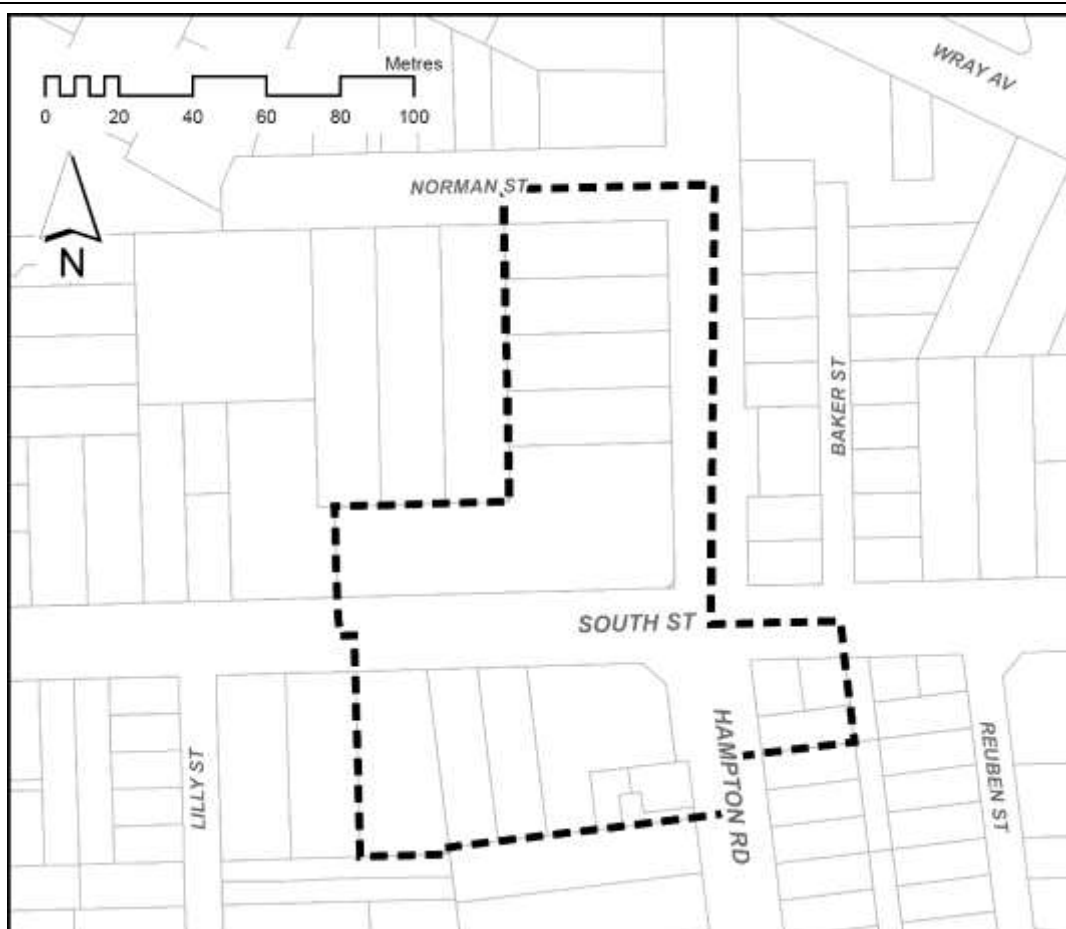 Metres
0 20 40 60 80 100
WRAY AV
NORMAN ST
N
BAKER ST
SOUTH ST
HAMPTON RD
REUBEN ST
LILLY ST